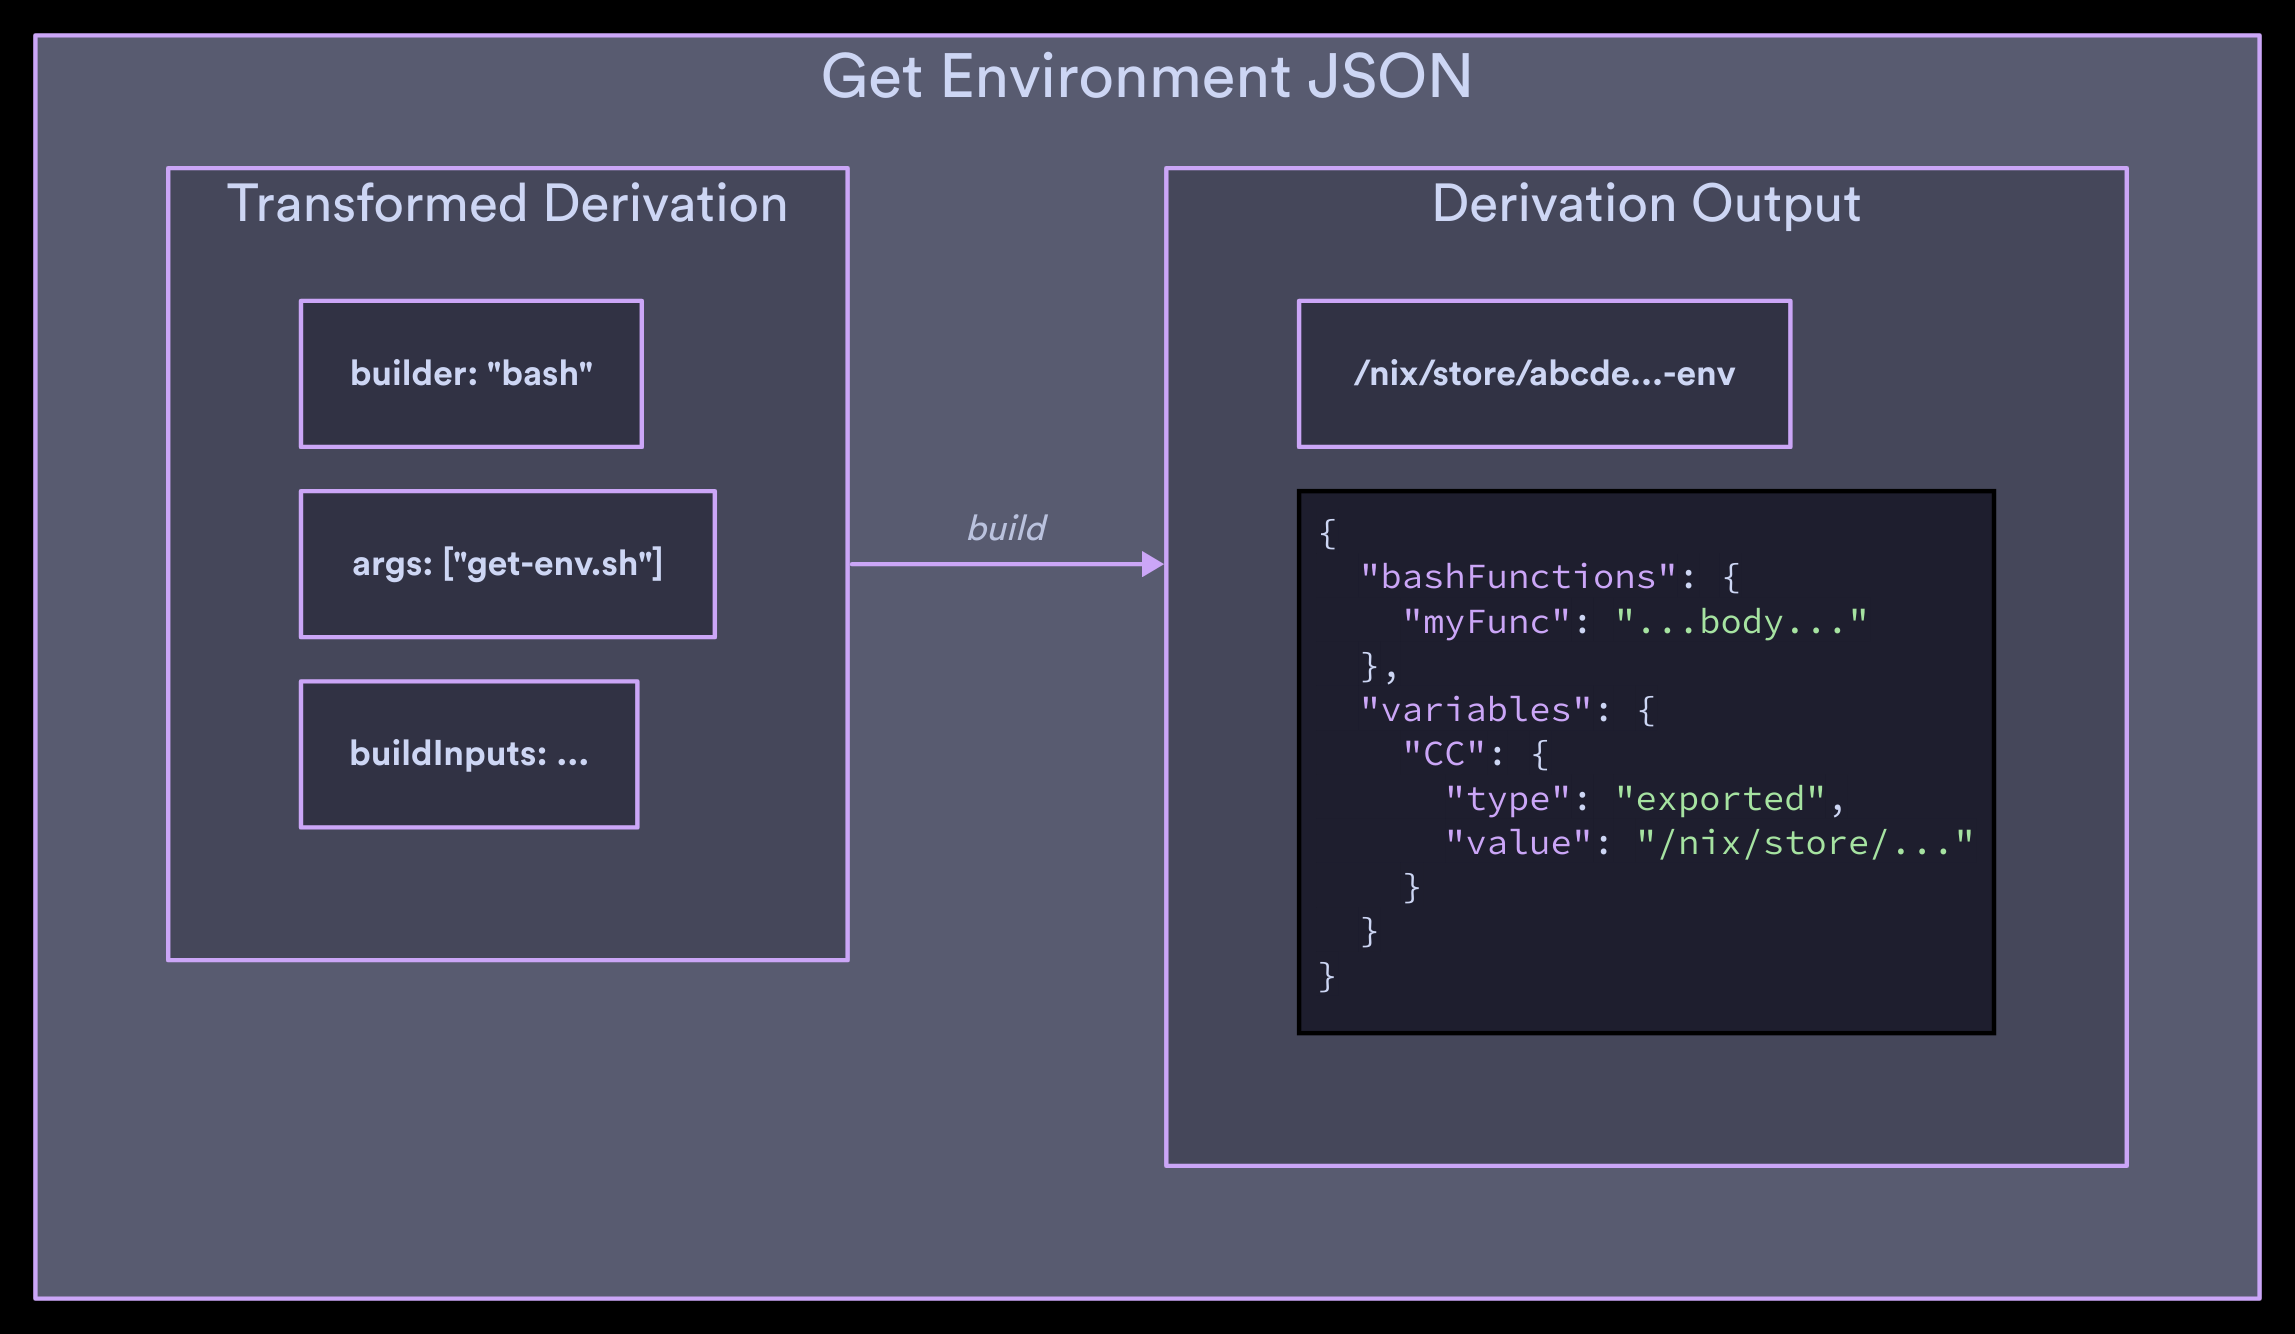 Get Environment JSON
Transformed Derivation
builder: "bash"
args: ["get-env.sh"]
buildInputs: ...
build
Derivation Output
/nix/store/abcde...-env
{
  "bashFunctions": {
    "myFunc": "...body..."
  },
  "variables": {
    "CC": {
      "type": "exported",
      "value": "/nix/store/..."
    }
  }
}